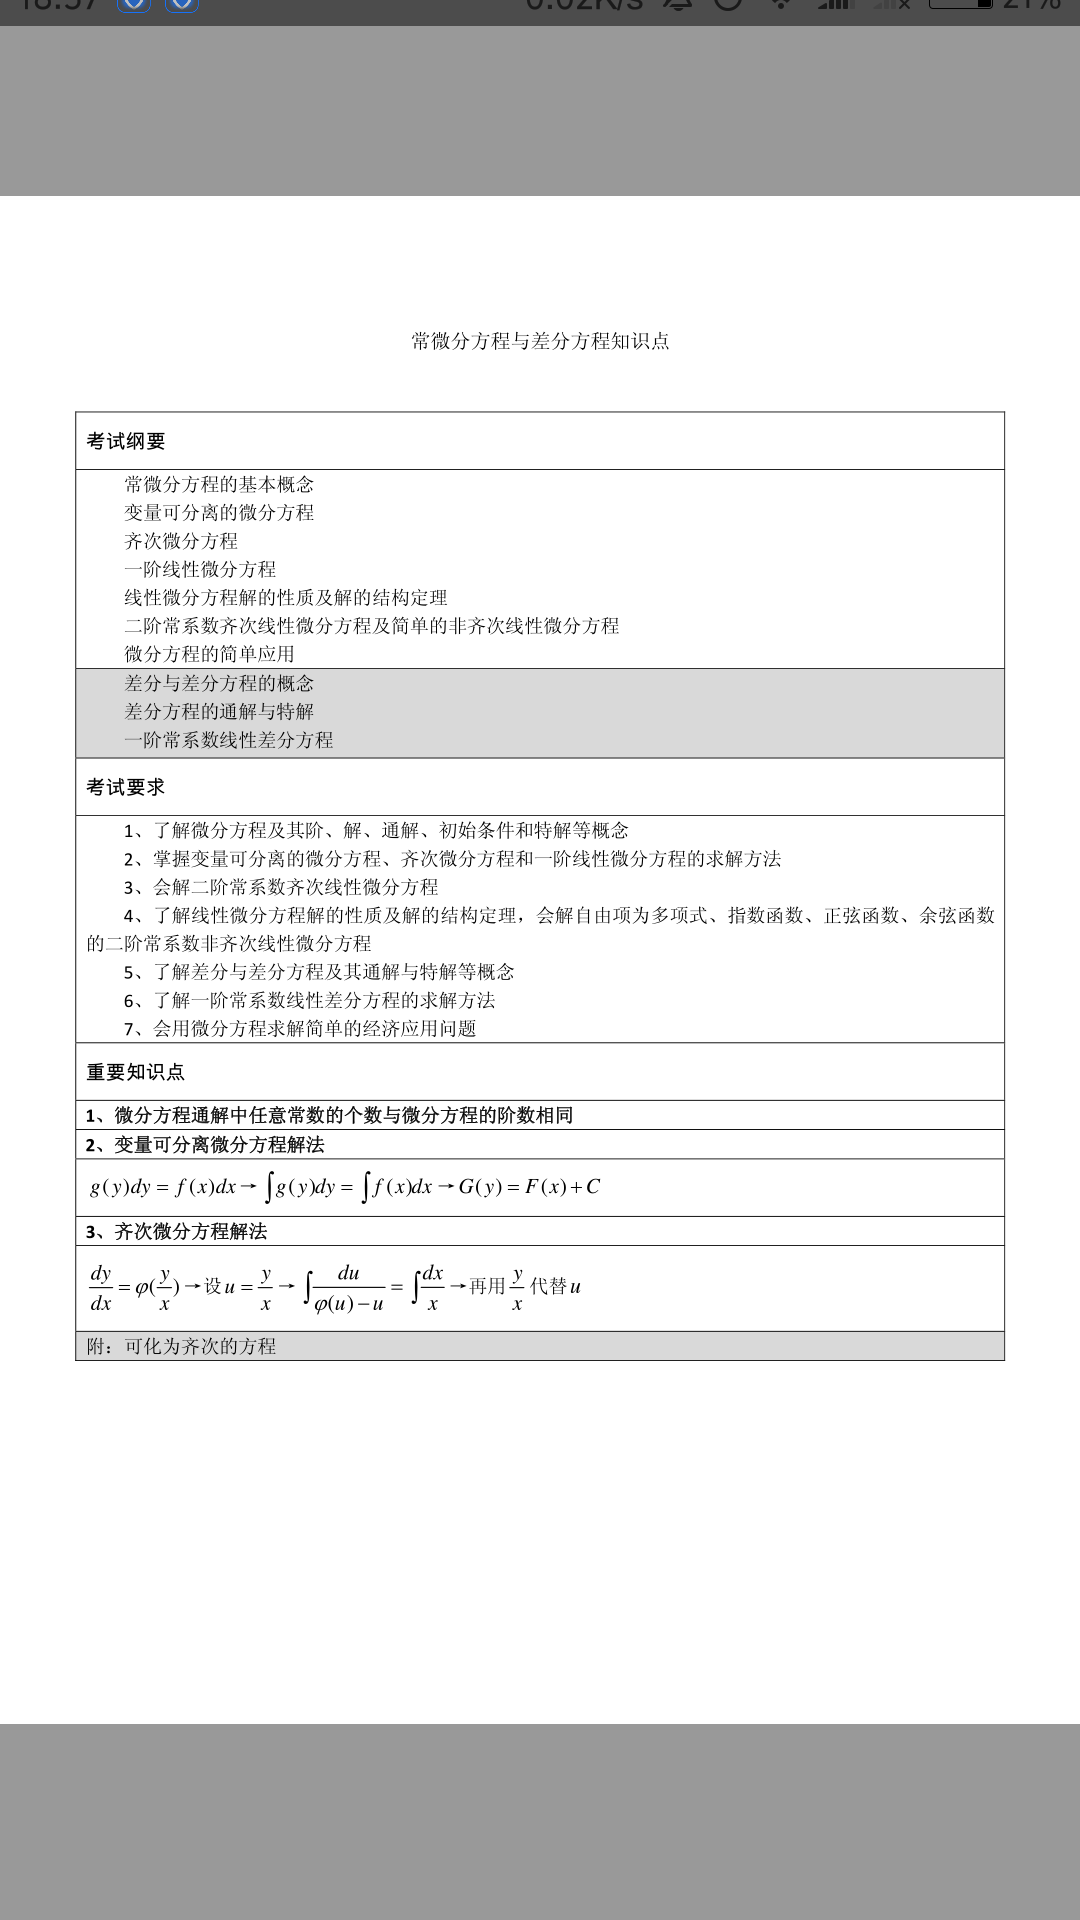 常微分方程与差分方程知识点
考试纲要
常微分方程的基本概念
变量可分离的微分方程
齐次微分方程
一阶线性微分方程
线性微分方程解的性质及解的结构定理
二阶常系数齐次线性微分方程及简单的非齐次线性微分方程
微分方程的简单应用
差分与差分方程的概念
差分方程的通解与特解
一阶常系数线性差分方程
考试要求
1、了解微分方程及其阶、解、通解、初始条件和特解等概念
2、掌握变量可分离的微分方程、齐次微分方程和一阶线性微分方程的求解方法
3、会解二阶常系数齐次线性微分方程
4、了解线性微分方程解的性质及解的结构定理，会解自由项为多项式、指数函数、正弦函数、余弦函数
的二阶常系数非齐次线性微分方程
5、了解差分与差分方程及其通解与特解等概念
6、了解一阶常系数线性差分方程的求解方法
7、会用微分方程求解简单的经济应用问题
重要知识点
1、微分方程通解中任意常数的个数与微分方程的阶数相同
2、变量可分离微分方程解法
g(y)dy = f(x)dx → ∫g(y)dy = ∫f(x)dx → G(y) = F(x) + C
3、齐次微分方程解法
dy/dx = φ(y/x) → 设 u = y/x → ∫du/(φ(u) − u) = ∫dx/x → 再用 y/x 代替 u
附：可化为齐次的方程